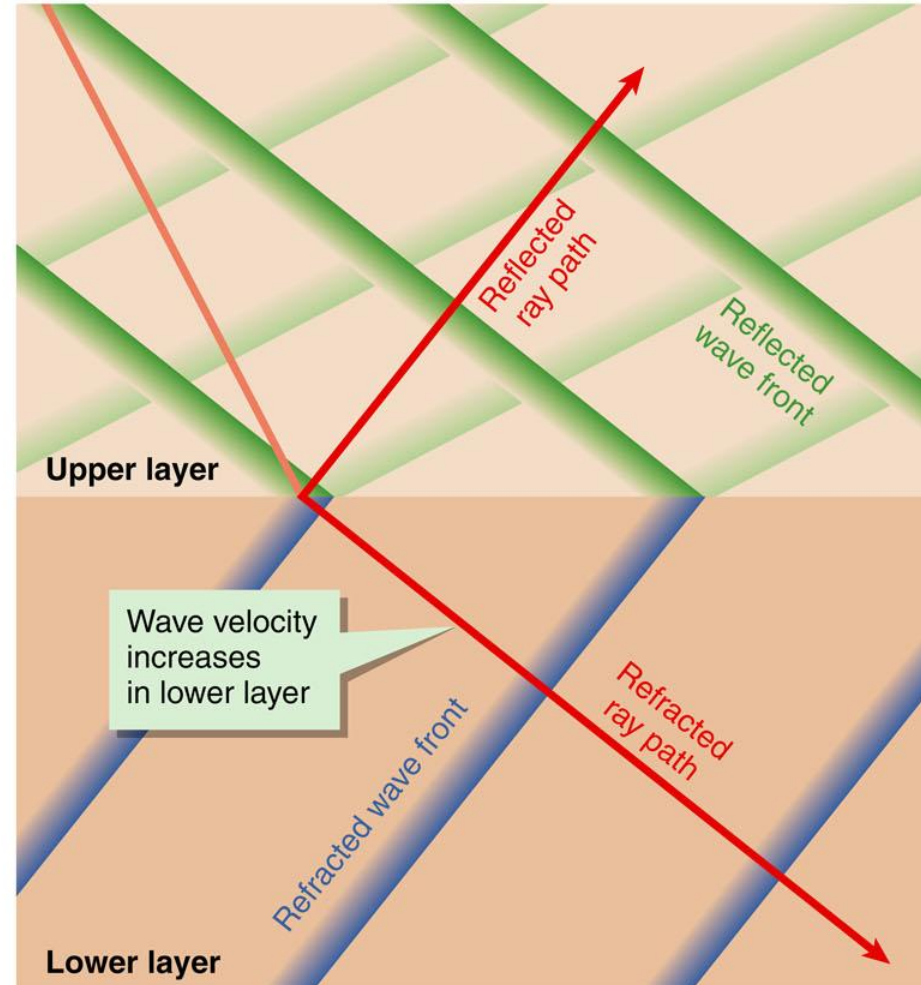 Reflected
ray path
Reflected
wave front
Upper layer
Wave velocity
increases
in lower layer
Refracted
ray path
Refracted wave front
Lower layer